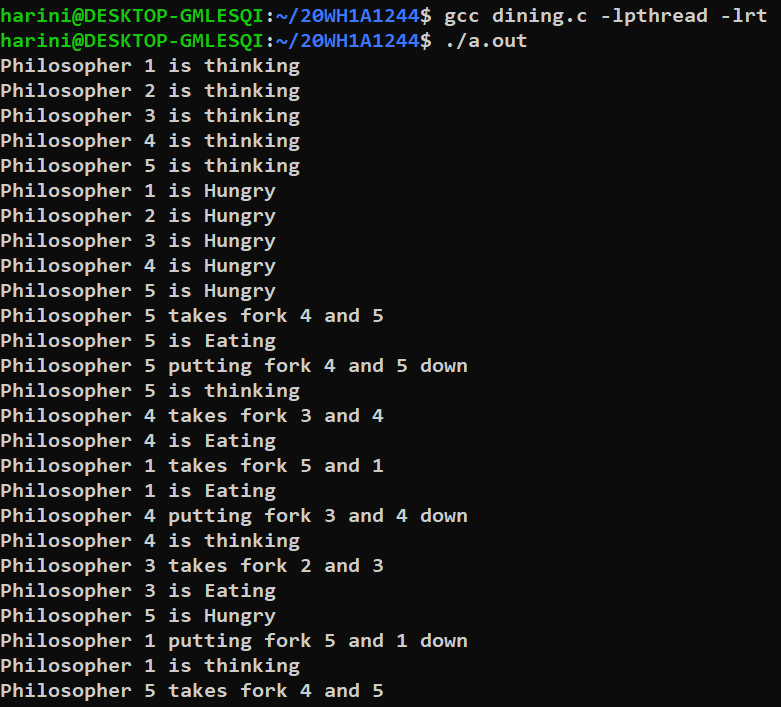 harini@DESKTOP-GMLESQI:~/20WH1A1244$ gcc dining.c -lpthread -lrt
harini@DESKTOP-GMLESQI:~/20WH1A1244$ ./a.out
Philosopher 1 is thinking
Philosopher 2 is thinking
Philosopher 3 is thinking
Philosopher 4 is thinking
Philosopher 5 is thinking
Philosopher 1 is Hungry
Philosopher 2 is Hungry
Philosopher 3 is Hungry
Philosopher 4 is Hungry
Philosopher 5 is Hungry
Philosopher 5 takes fork 4 and 5
Philosopher 5 is Eating
Philosopher 5 putting fork 4 and 5 down
Philosopher 5 is thinking
Philosopher 4 takes fork 3 and 4
Philosopher 4 is Eating
Philosopher 1 takes fork 5 and 1
Philosopher 1 is Eating
Philosopher 4 putting fork 3 and 4 down
Philosopher 4 is thinking
Philosopher 3 takes fork 2 and 3
Philosopher 3 is Eating
Philosopher 5 is Hungry
Philosopher 1 putting fork 5 and 1 down
Philosopher 1 is thinking
Philosopher 5 takes fork 4 and 5